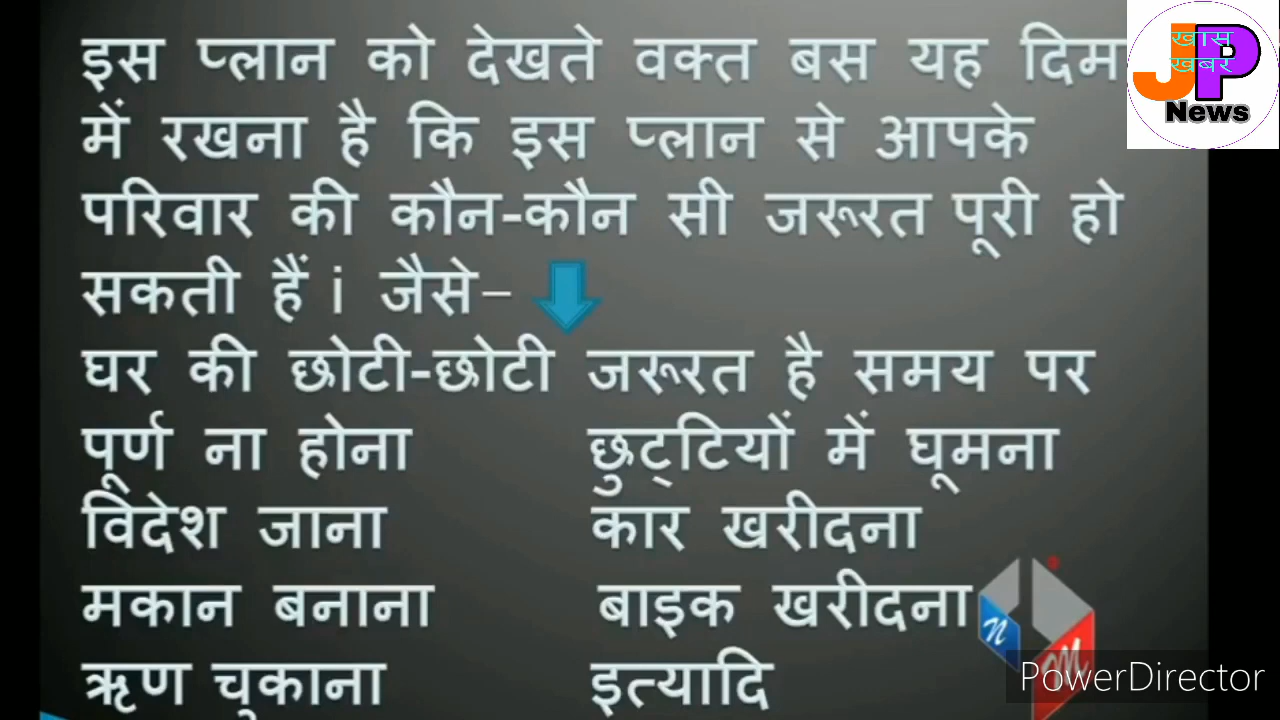 इस प्लान को देखते वक्त बस यह दिम
में रखना है कि इस प्लान से आपके
परिवार की कौन-कौन सी जरूरत पूरी हो
सकती हैं i जैसे–
घर की छोटी-छोटी जरूरत है समय पर
पूर्ण ना होना छुट्टियों में घूमना
विदेश जाना कार खरीदना
मकान बनाना बाइक खरीदना
ऋण चुकाना इत्यादि
JP
खास
खबर
News
n
m
PowerDirector